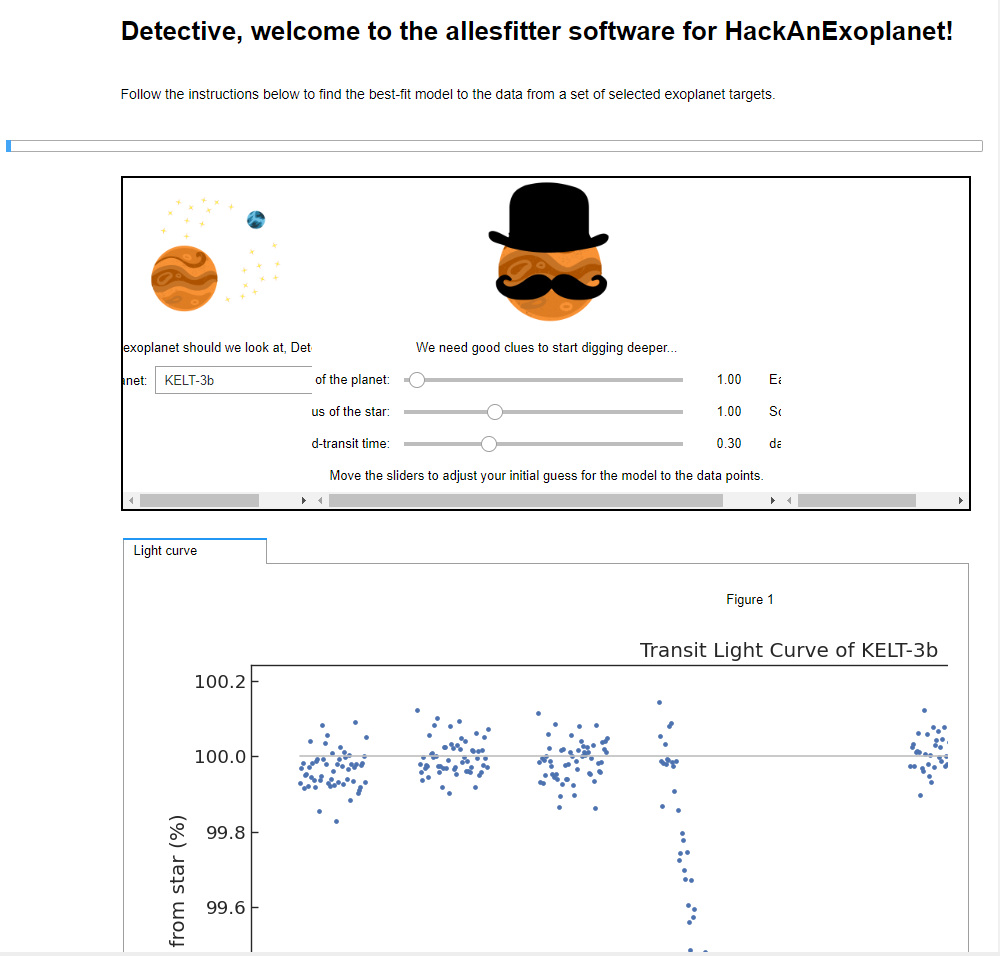 Detective, welcome to the allesfitter software for HackAnExoplanet!
Follow the instructions below to find the best-fit model to the data from a set of selected exoplanet targets.
exoplanet should we look at, Det
We need good clues to start digging deeper...
net: KELT-3b
of the planet: 1.00 Ea
us of the star: 1.00 So
d-transit time: 0.30 da
Move the sliders to adjust your initial guess for the model to the data points.
Light curve
Figure 1
Transit Light Curve of KELT-3b
100.2
100.0
99.8
99.6
from star (%)